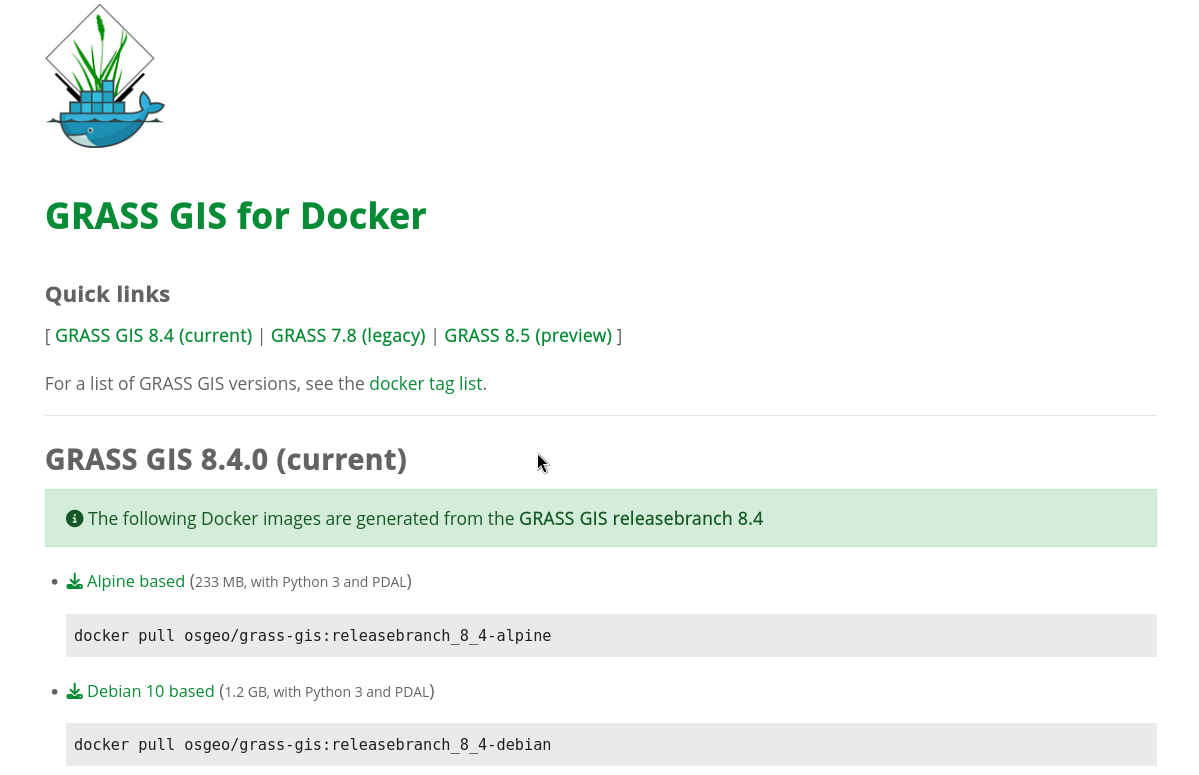 GRASS GIS for Docker
Quick links
[ GRASS GIS 8.4 (current) | GRASS 7.8 (legacy) | GRASS 8.5 (preview) ]
For a list of GRASS GIS versions, see the docker tag list.
GRASS GIS 8.4.0 (current)
The following Docker images are generated from the GRASS GIS releasebranch 8.4
• Alpine based (233 MB, with Python 3 and PDAL)
docker pull osgeo/grass-gis:releasebranch_8_4-alpine
• Debian 10 based (1.2 GB, with Python 3 and PDAL)
docker pull osgeo/grass-gis:releasebranch_8_4-debian